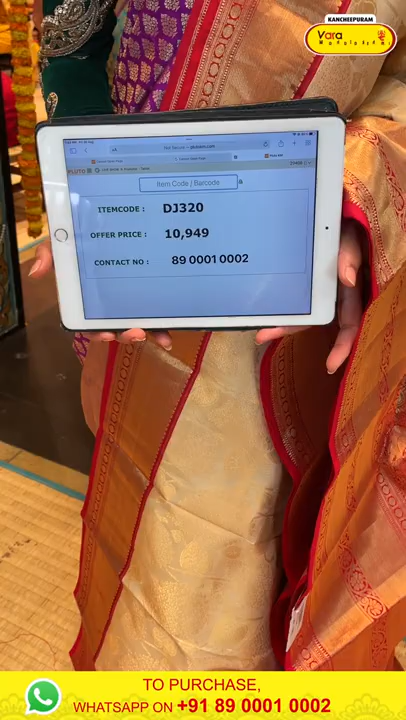 KANCHEEPURAM
Vara
Item Code / Barcode
ITEMCODE : DJ320
OFFER PRICE : 10,949
CONTACT NO : 89 0001 0002
TO PURCHASE,
WHATSAPP ON +91 89 0001 0002